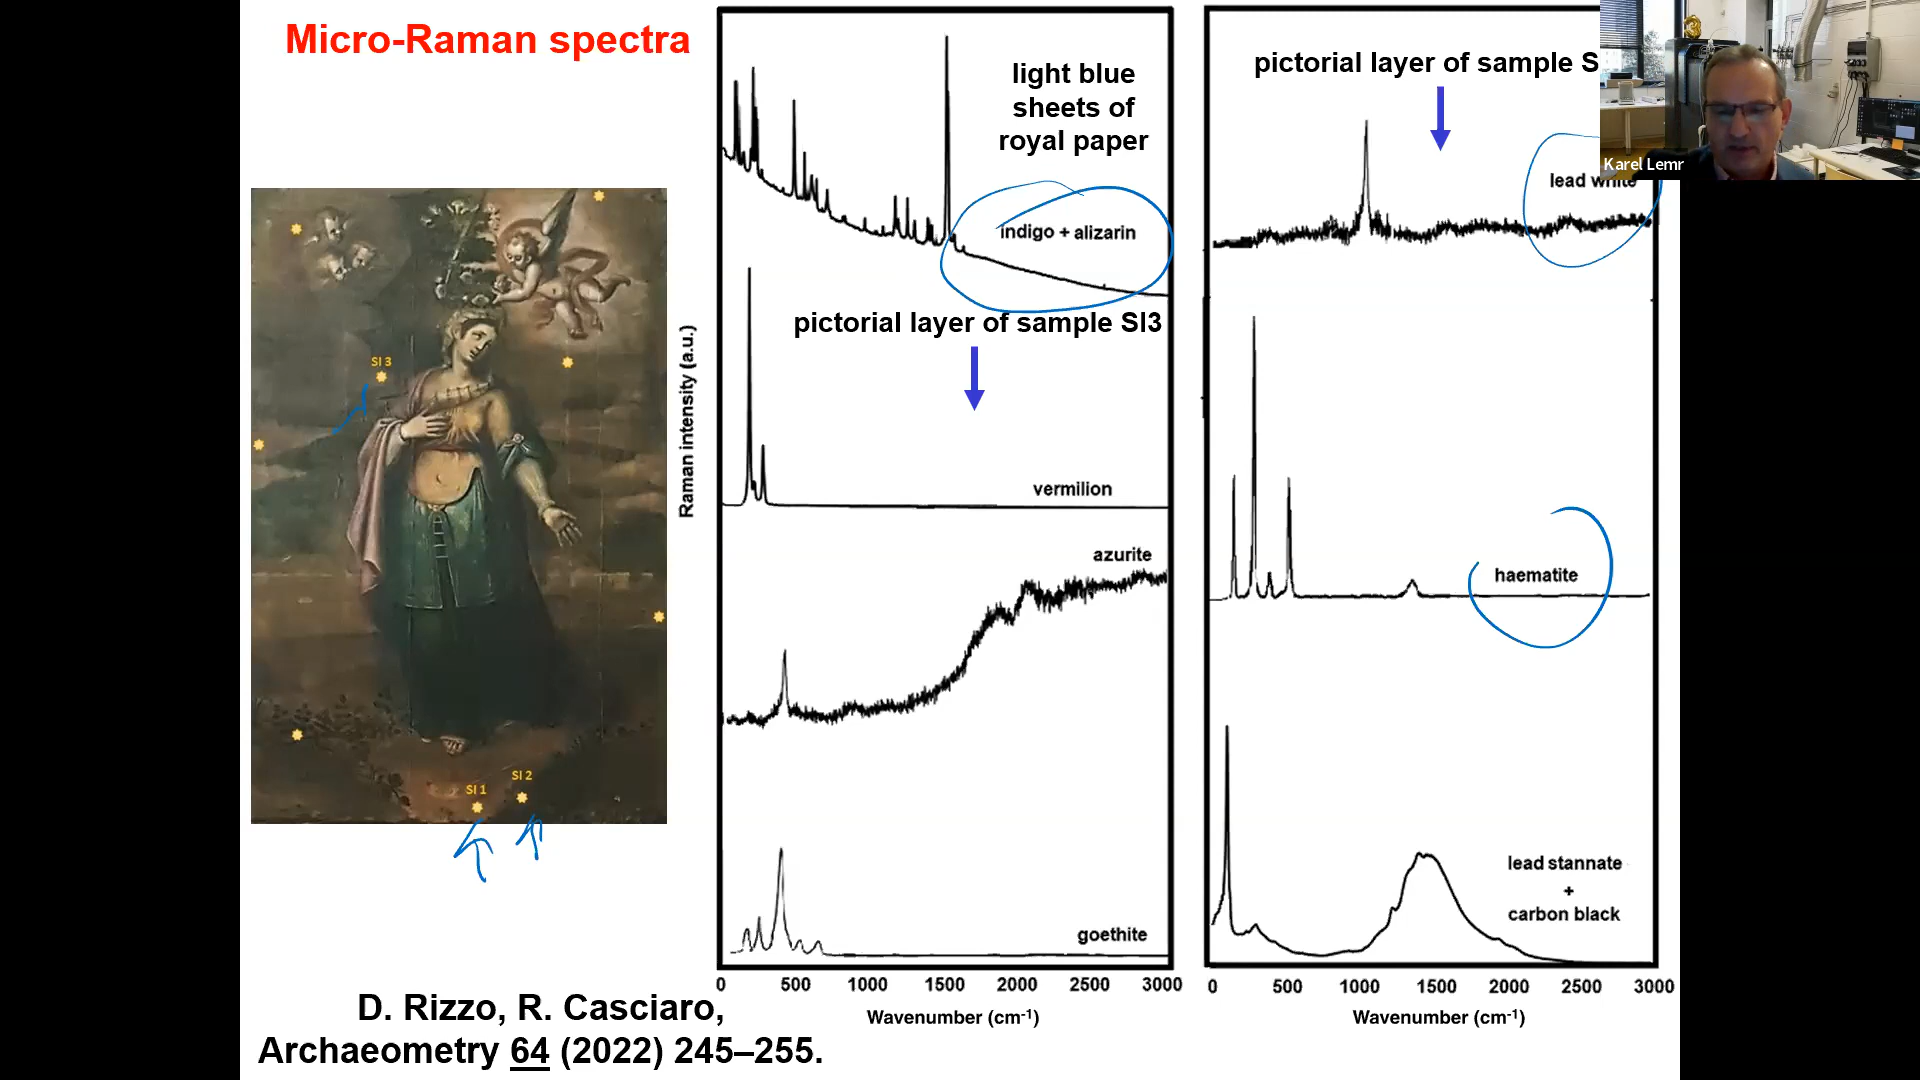 Micro-Raman spectra
SI 3
SI 1
SI 2
D. Rizzo, R. Casciaro,
Archaeometry 64 (2022) 245–255.
Raman intensity (a.u.)
light blue
sheets of
royal paper
indigo + alizarin
pictorial layer of sample SI3
vermilion
azurite
goethite
0 500 1000 1500 2000 2500 3000
Wavenumber (cm-1)
pictorial layer of sample S
lead white
haematite
lead stannate
+
carbon black
0 500 1000 1500 2000 2500 3000
Wavenumber (cm-1)
Karel Lemr